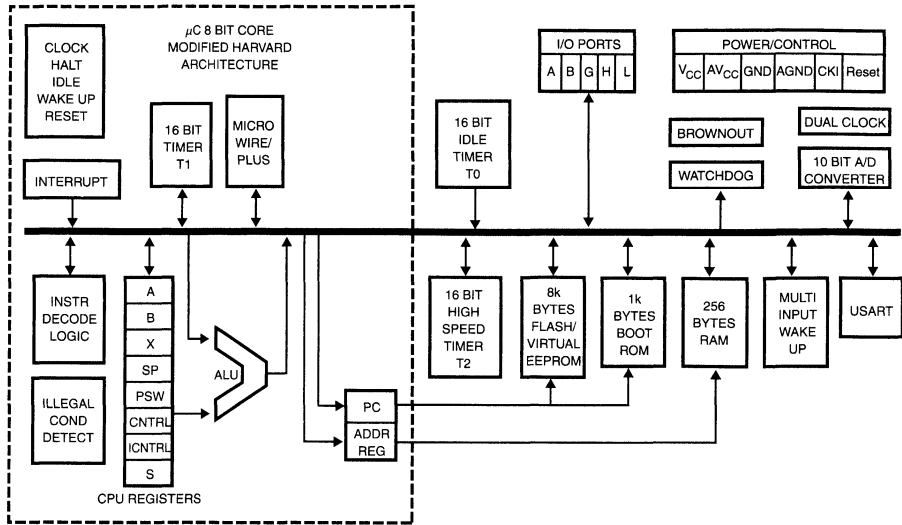 μC 8 BIT CORE
MODIFIED HARVARD
ARCHITECTURE
CLOCK
HALT
IDLE
WAKE UP
RESET
16 BIT
TIMER
T1
MICRO
WIRE/
PLUS
INTERRUPT
16 BIT
IDLE
TIMER
T0
I/O PORTS
A B G H L
POWER/CONTROL
VCC AVCC GND AGND CKI Reset
BROWNOUT
DUAL CLOCK
WATCHDOG
10 BIT A/D
CONVERTER
INSTR
DECODE
LOGIC
ILLEGAL
COND
DETECT
A
B
X
SP
PSW
CNTRL
ICNTRL
S
CPU REGISTERS
ALU
PC
ADDR
REG
16 BIT
HIGH
SPEED
TIMER
T2
8k
BYTES
FLASH/
VIRTUAL
EEPROM
1k
BYTES
BOOT
ROM
256
BYTES
RAM
MULTI
INPUT
WAKE
UP
USART